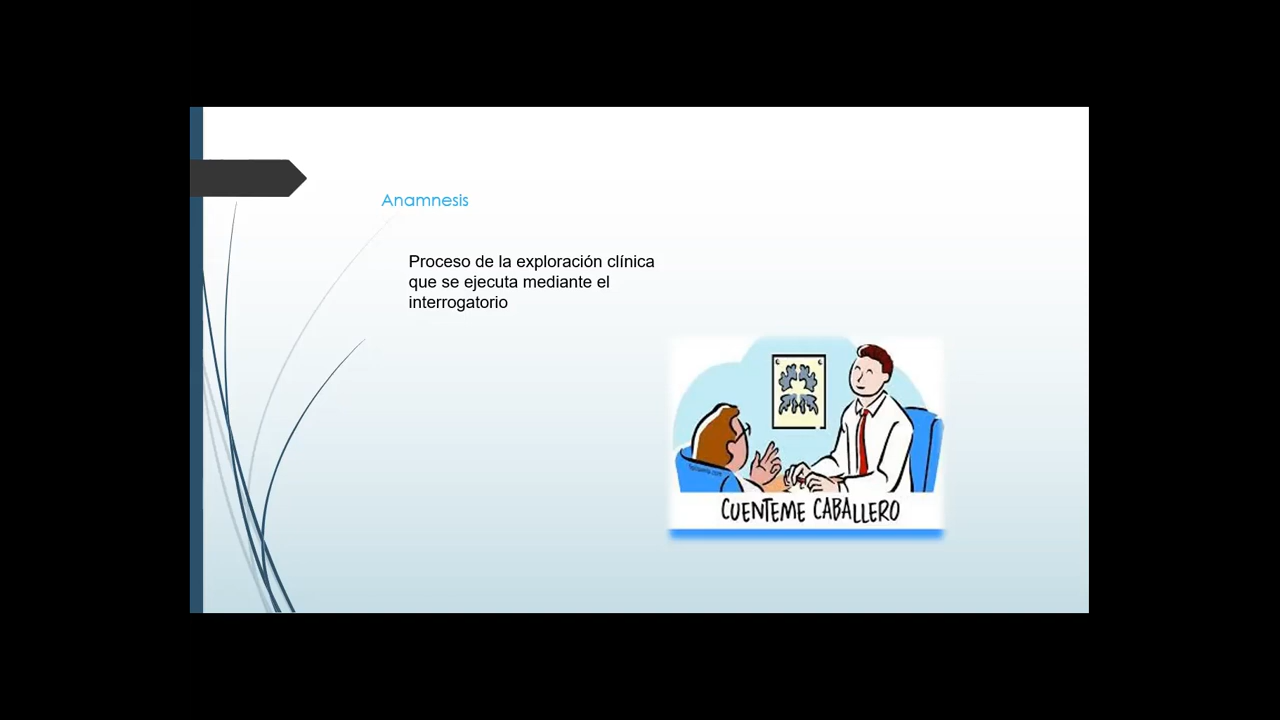 Anamnesis
Proceso de la exploración clínica
que se ejecuta mediante el
interrogatorio
CUENTEME CABALLERO